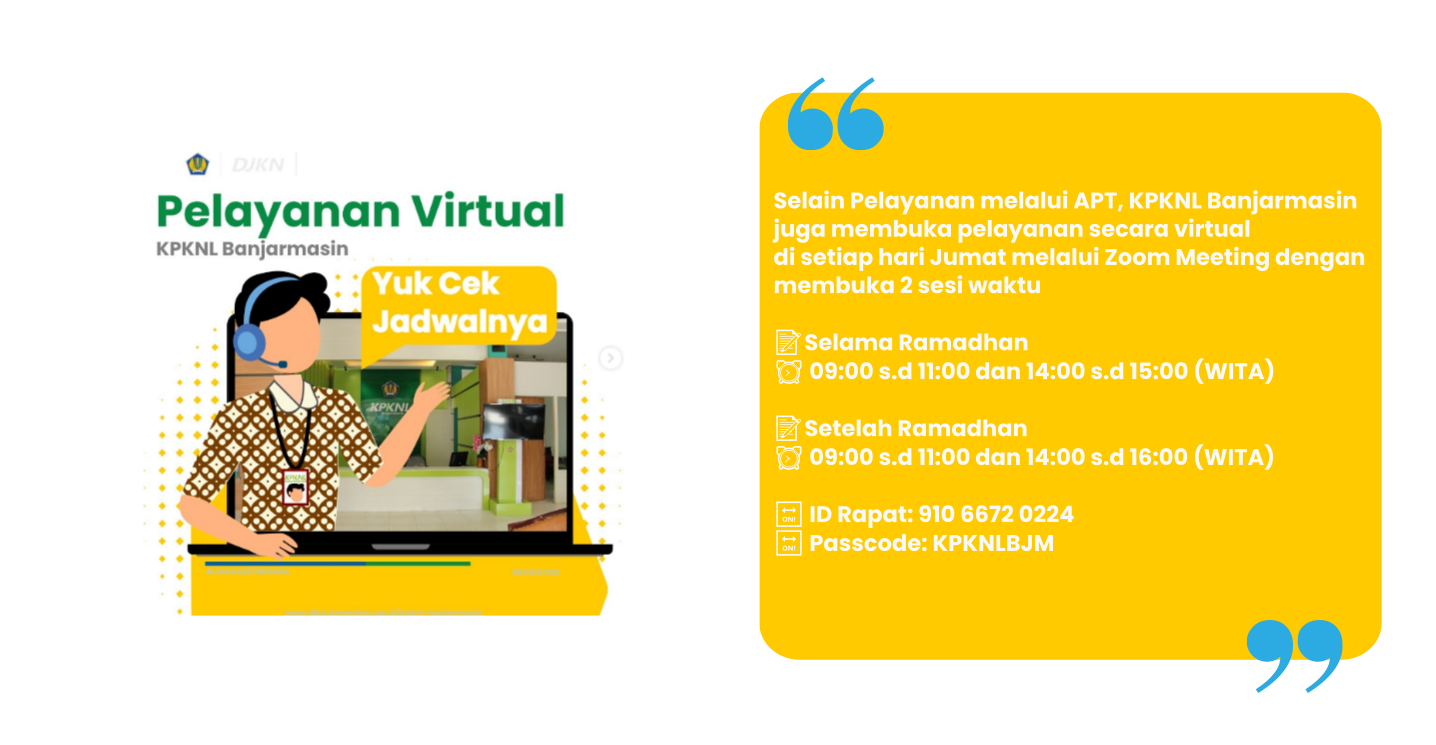 DJKN
Pelayanan Virtual
KPKNL Banjarmasin
Yuk Cek
Jadwalnya
KPKNL
KPKNL
Selain Pelayanan melalui APT, KPKNL Banjarmasin
juga membuka pelayanan secara virtual
di setiap hari Jumat melalui Zoom Meeting dengan
membuka 2 sesi waktu
Selama Ramadhan
09:00 s.d 11:00 dan 14:00 s.d 15:00 (WITA)
Setelah Ramadhan
09:00 s.d 11:00 dan 14:00 s.d 16:00 (WITA)
ON! ID Rapat: 910 6672 0224
ON! Passcode: KPKNLBJM